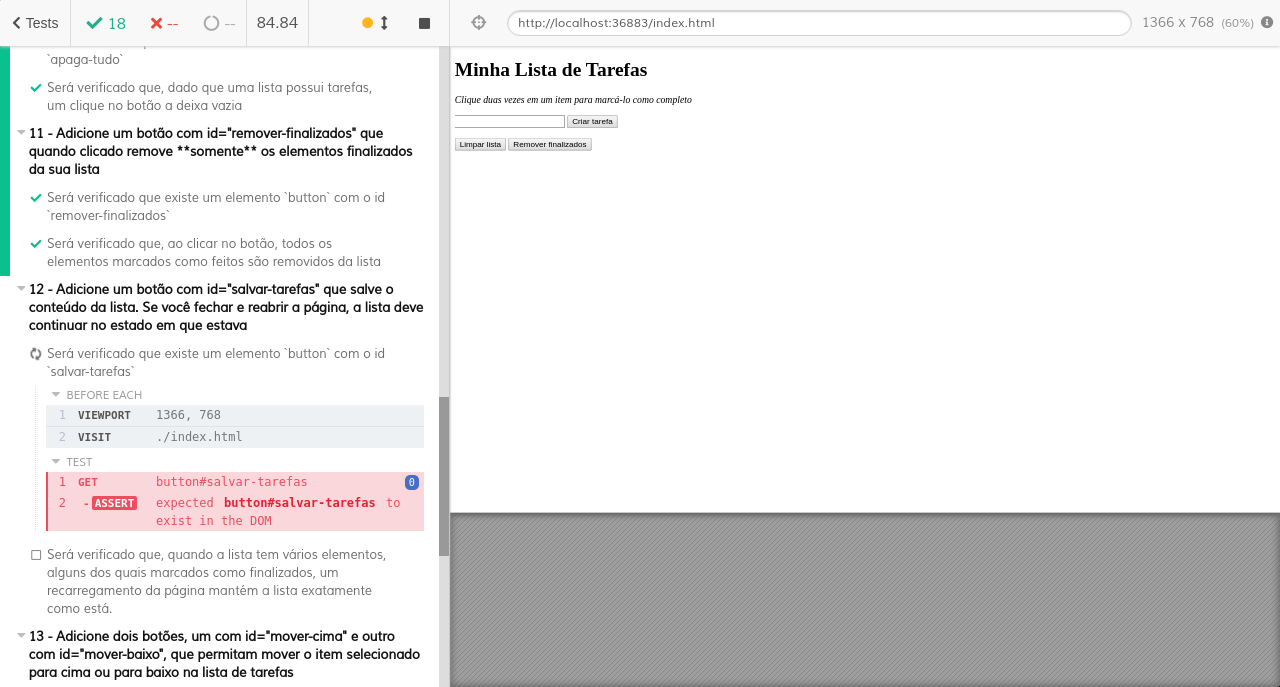 Tests
18
--
--
84.84
http://localhost:36883/index.html
1366 x 768 (60%)
`apaga-tudo`
Será verificado que, dado que uma lista possui tarefas,
um clique no botão a deixa vazia
11 - Adicione um botão com id="remover-finalizados" que
quando clicado remove **somente** os elementos finalizados
da sua lista
Será verificado que existe um elemento `button` com o id
`remover-finalizados`
Será verificado que, ao clicar no botão, todos os
elementos marcados como feitos são removidos da lista
12 - Adicione um botão com id="salvar-tarefas" que salve o
conteúdo da lista. Se você fechar e reabrir a página, a lista deve
continuar no estado em que estava
Será verificado que existe um elemento `button` com o id
`salvar-tarefas`
BEFORE EACH
1 VIEWPORT 1366, 768
2 VISIT ./index.html
TEST
1 GET button#salvar-tarefas 0
2 -ASSERT expected button#salvar-tarefas to
exist in the DOM
Será verificado que, quando a lista tem vários elementos,
alguns dos quais marcados como finalizados, um
recarregamento da página mantém a lista exatamente
como está.
13 - Adicione dois botões, um com id="mover-cima" e outro
com id="mover-baixo", que permitam mover o item selecionado
para cima ou para baixo na lista de tarefas
Minha Lista de Tarefas
Clique duas vezes em um item para marcá-lo como completo
Criar tarefa
Limpar lista Remover finalizados